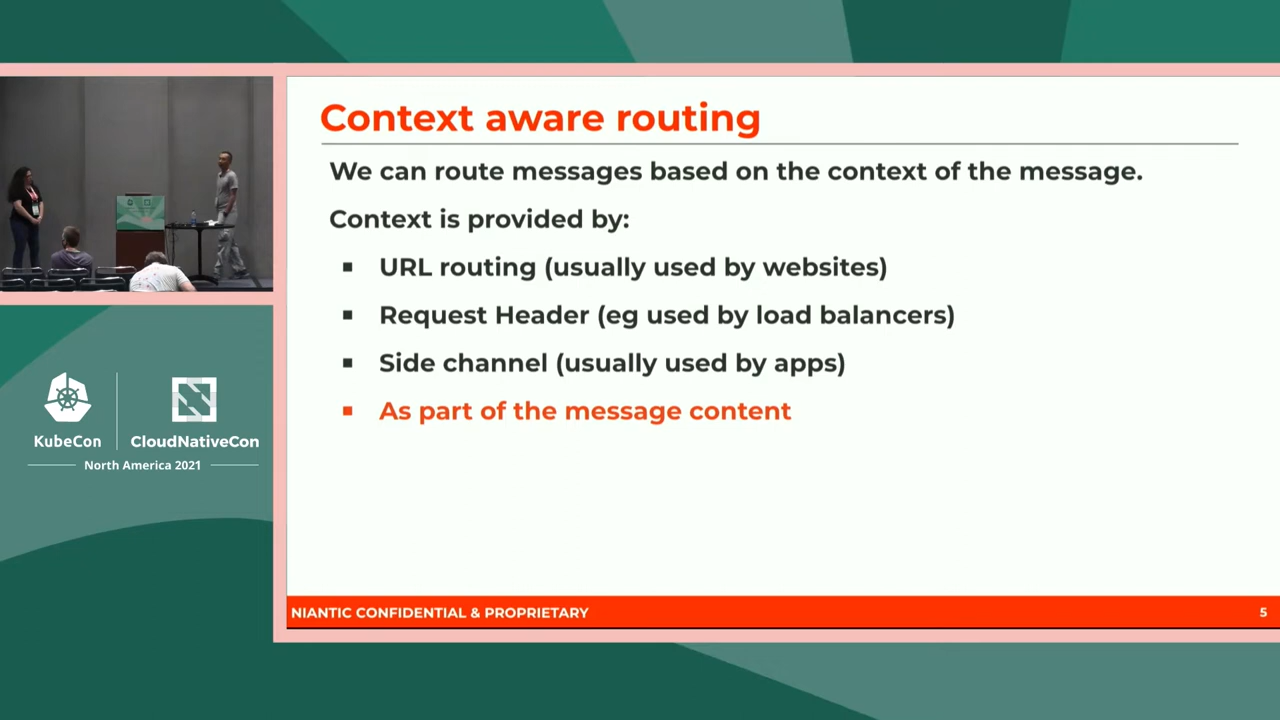 Context aware routing
We can route messages based on the context of the message.
Context is provided by:
▪ URL routing (usually used by websites)
▪ Request Header (eg used by load balancers)
▪ Side channel (usually used by apps)
▪ As part of the message content
KubeCon
CloudNativeCon
North America 2021
NIANTIC CONFIDENTIAL & PROPRIETARY
5